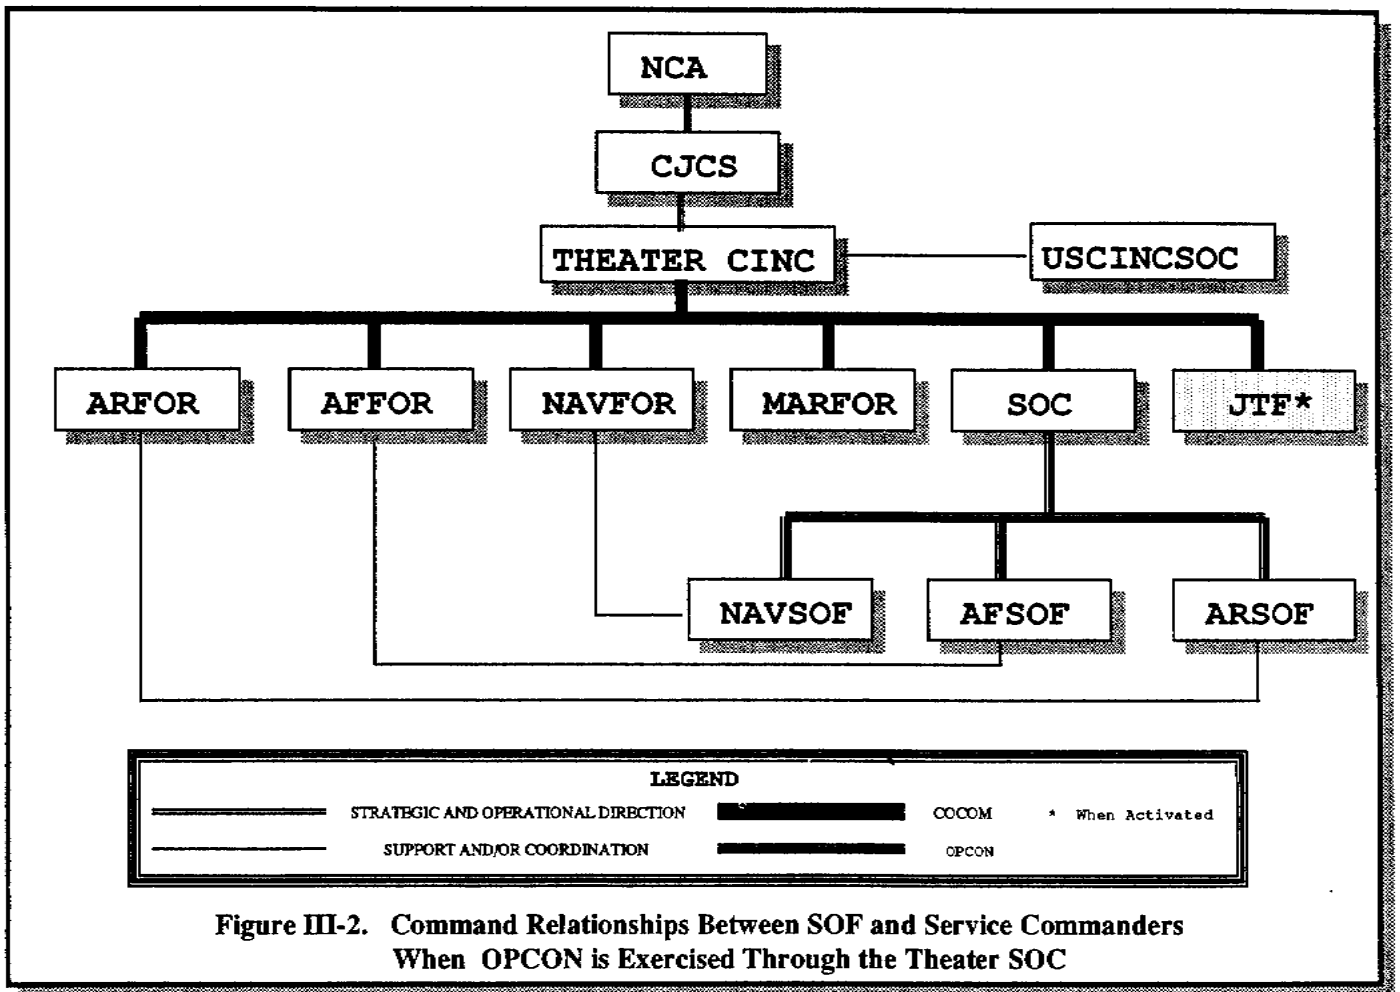 NCA
CJCS
THEATER CINC
USCINCSOC
ARFOR
AFFOR
NAVFOR
MARFOR
SOC
JTF*
NAVSOF
AFSOF
ARSOF
LEGEND
STRATEGIC AND OPERATIONAL DIRECTION
COCOM
* When Activated
SUPPORT AND/OR COORDINATION
OPCON
Figure III-2. Command Relationships Between SOF and Service Commanders
When OPCON is Exercised Through the Theater SOC